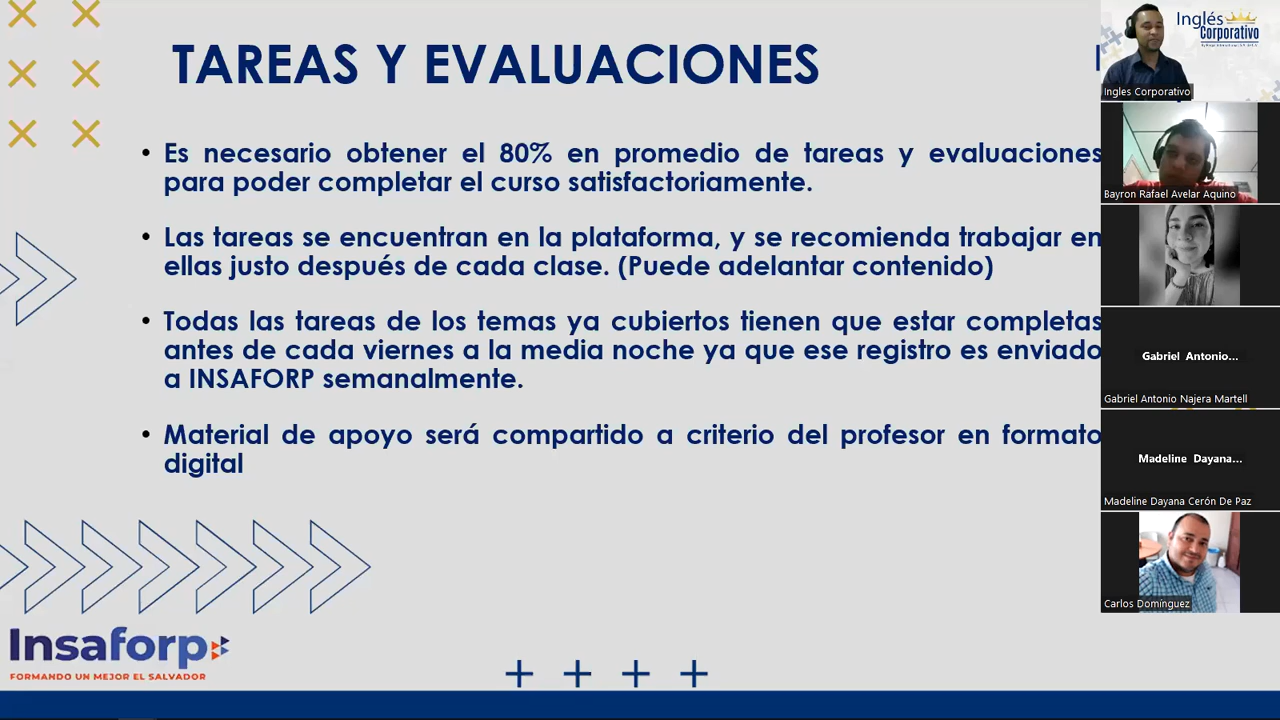 TAREAS Y EVALUACIONES
• Es necesario obtener el 80% en promedio de tareas y evaluaciones
para poder completar el curso satisfactoriamente.
• Las tareas se encuentran en la plataforma, y se recomienda trabajar en
ellas justo después de cada clase. (Puede adelantar contenido)
• Todas las tareas de los temas ya cubiertos tienen que estar completas
antes de cada viernes a la media noche ya que ese registro es enviado
a INSAFORP semanalmente.
• Material de apoyo será compartido a criterio del profesor en formato
digital
Insaforp
FORMANDO UN MEJOR EL SALVADOR
Inglés
Corporativo
Ingles Corporativo
Bayron Rafael Avelar Aquino
Gabriel Antonio...
Gabriel Antonio Najera Martell
Madeline Dayana...
Madeline Dayana Cerón De Paz
Carlos Domínguez